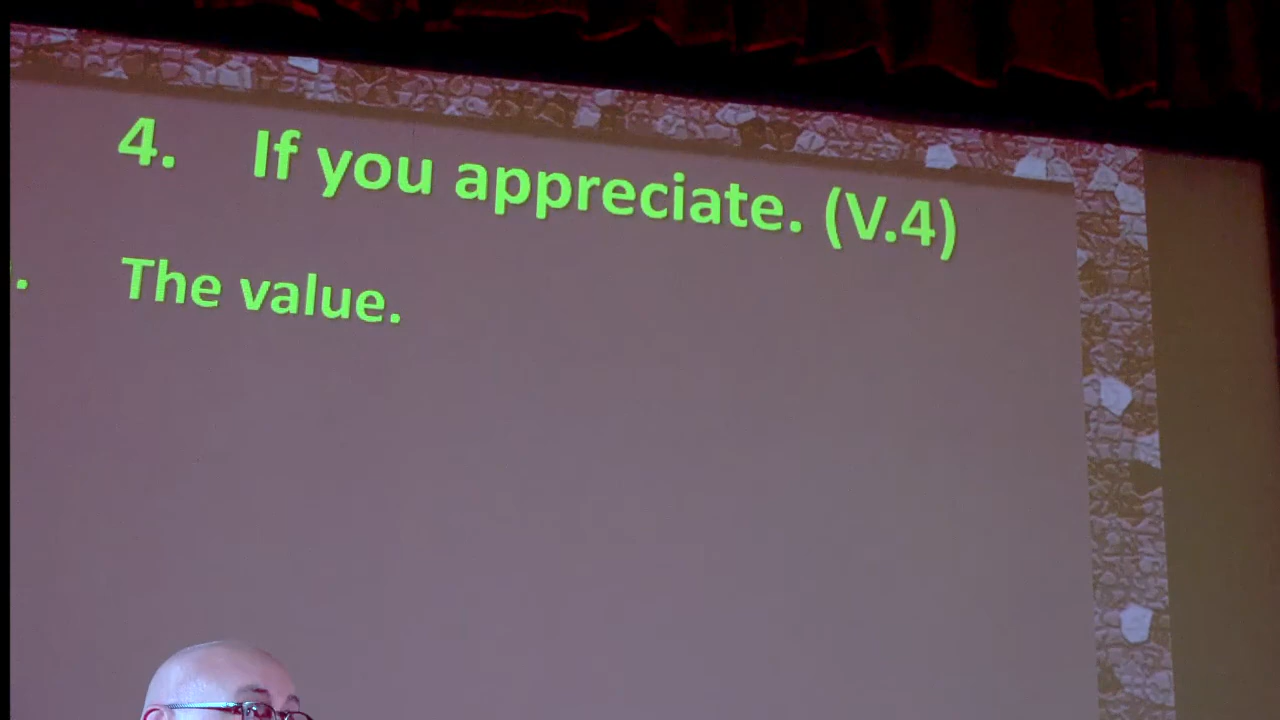 4. If you appreciate. (V.4)
. The value.